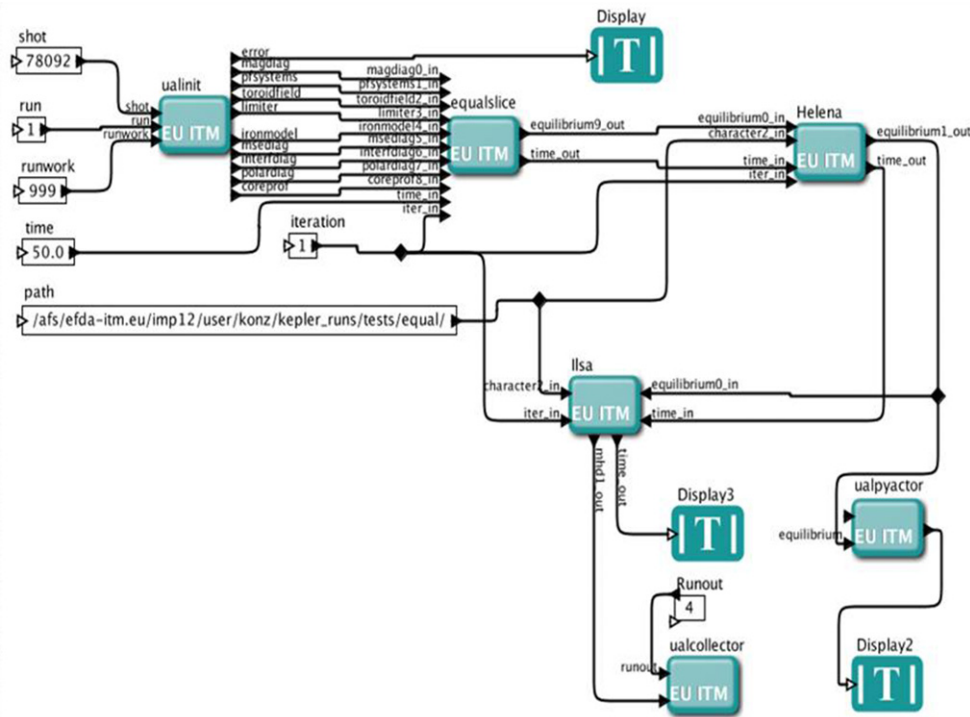 Display
T
shot
78092
run
1
runwork
999
time
50.0
path
/afs/efda-itm.eu/imp12/user/konz/kepler_runs/tests/equal/
iteration
1
ualinit
shot
run
runwork
EU ITM
error
magdiag
pfsystems
toroidfield
limiter
ironmodel
msediag
interfdiag
polardiag
coreprof
magdiag0_in
pfsystems1_in
toroidfield2_in
limiter3_in
ironmodel4_in
msediag5_in
interfdiag6_in
polardiag7_in
coreprof8_in
time_in
iter_in
equalslice
EU ITM
equilibrium9_out
time_out
Helena
equilibrium0_in
character2_in
time_in
iter_in
EU ITM
equilibrium1_out
time_out
Ilsa
character2_in
iter_in
EU ITM
equilibrium0_in
time_in
mhd1_out
time_out
Display3
T
Runout
4
ualcollector
runout
EU ITM
ualpyactor
equilibrium
EU ITM
Display2
T